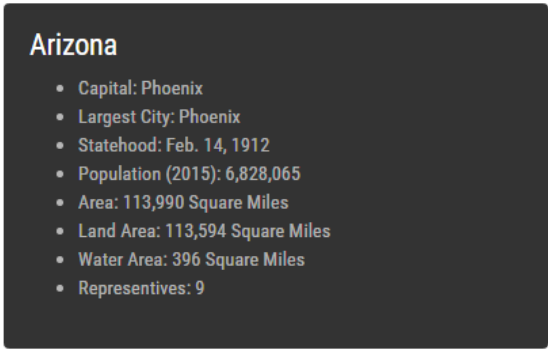 Arizona
• Capital: Phoenix
• Largest City: Phoenix
• Statehood: Feb. 14, 1912
• Population (2015): 6,828,065
• Area: 113,990 Square Miles
• Land Area: 113,594 Square Miles
• Water Area: 396 Square Miles
• Representives: 9